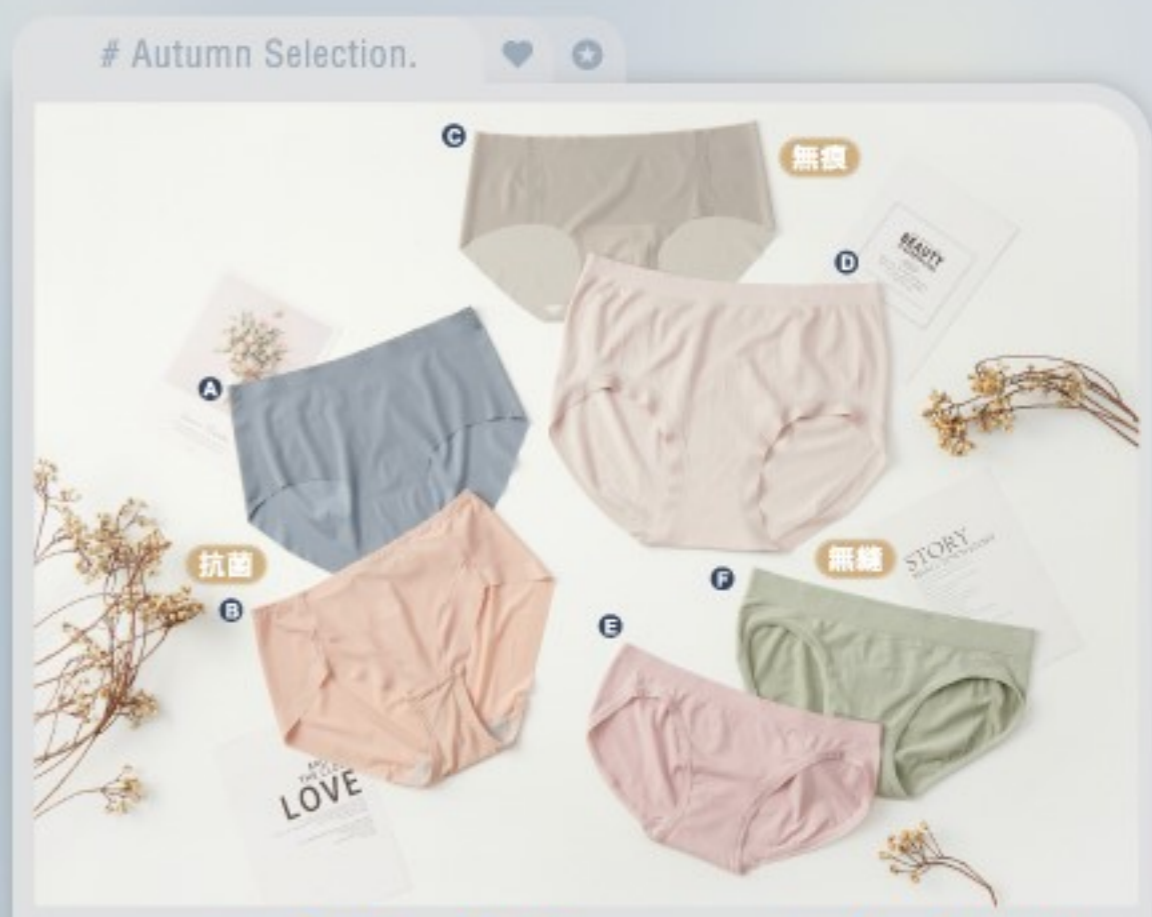 # Autumn Selection.
C
無痕
BEAUTY
D
A
抗菌
B
無縫
STORY
F
E
LOVE